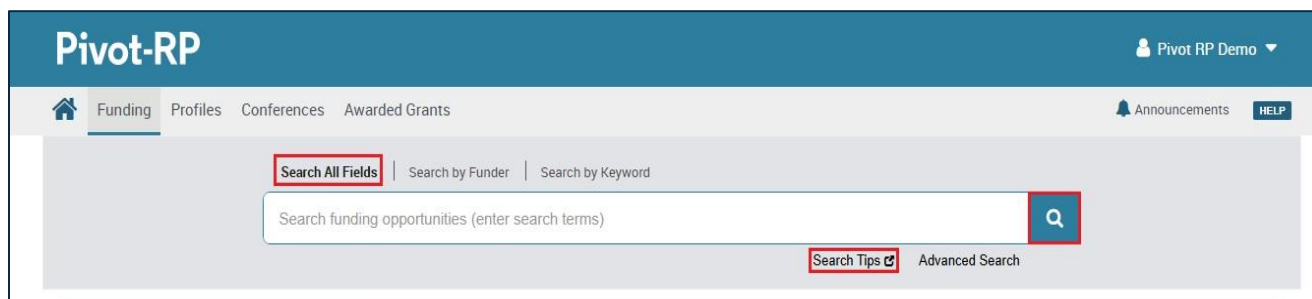 Pivot-RP
Pivot RP Demo
Funding Profiles Conferences Awarded Grants
Announcements HELP
Search All Fields | Search by Funder | Search by Keyword
Search funding opportunities (enter search terms)
Search Tips Advanced Search